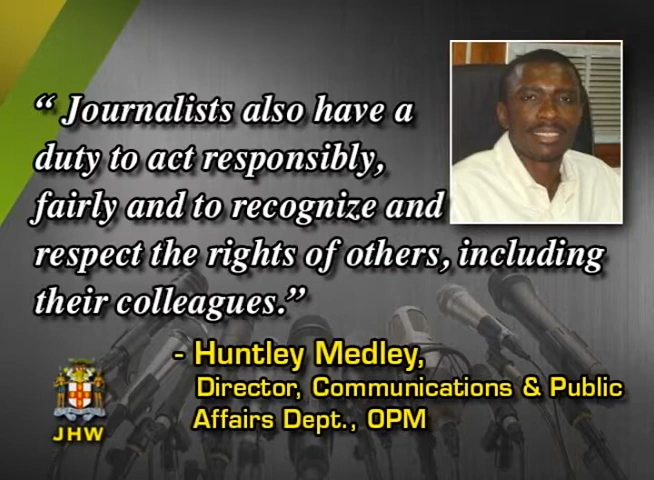 “ Journalists also have a
duty to act responsibly,
fairly and to recognize and
respect the rights of others, including
their colleagues.”
- Huntley Medley,
Director, Communications & Public
Affairs Dept., OPM
JHW